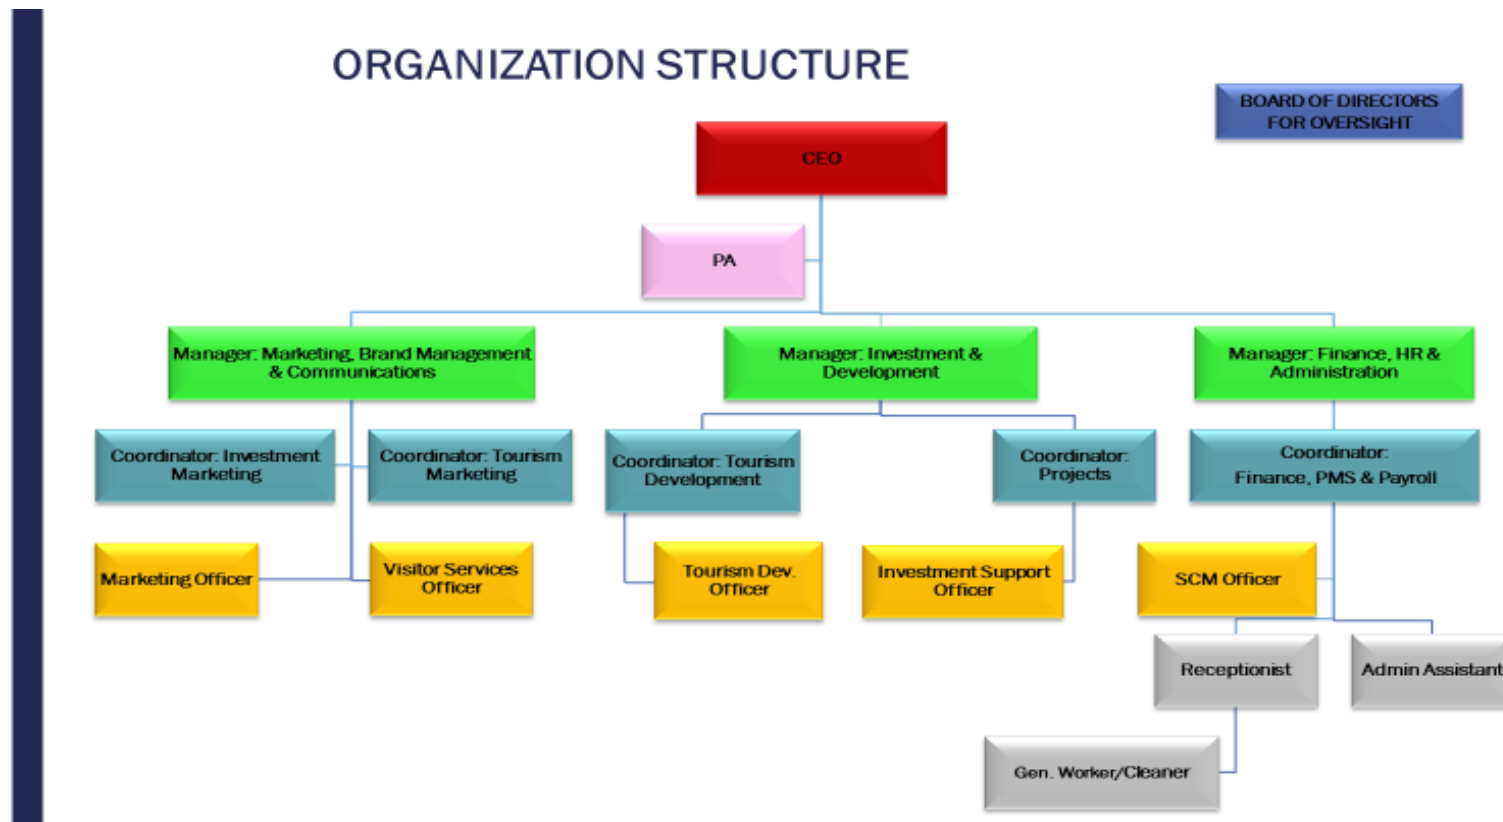 ORGANIZATION STRUCTURE
BOARD OF DIRECTORS
FOR OVERSIGHT
CEO
PA
Manager: Marketing, Brand Management
& Communications
Manager: Investment &
Development
Manager: Finance, HR &
Administration
Coordinator: Investment
Marketing
Coordinator: Tourism
Marketing
Coordinator: Tourism
Development
Coordinator:
Projects
Coordinator:
Finance, PMS & Payroll
Marketing Officer
Visitor Services
Officer
Tourism Dev.
Officer
Investment Support
Officer
SCM Officer
Receptionist
Admin Assistant
Gen. Worker/Cleaner